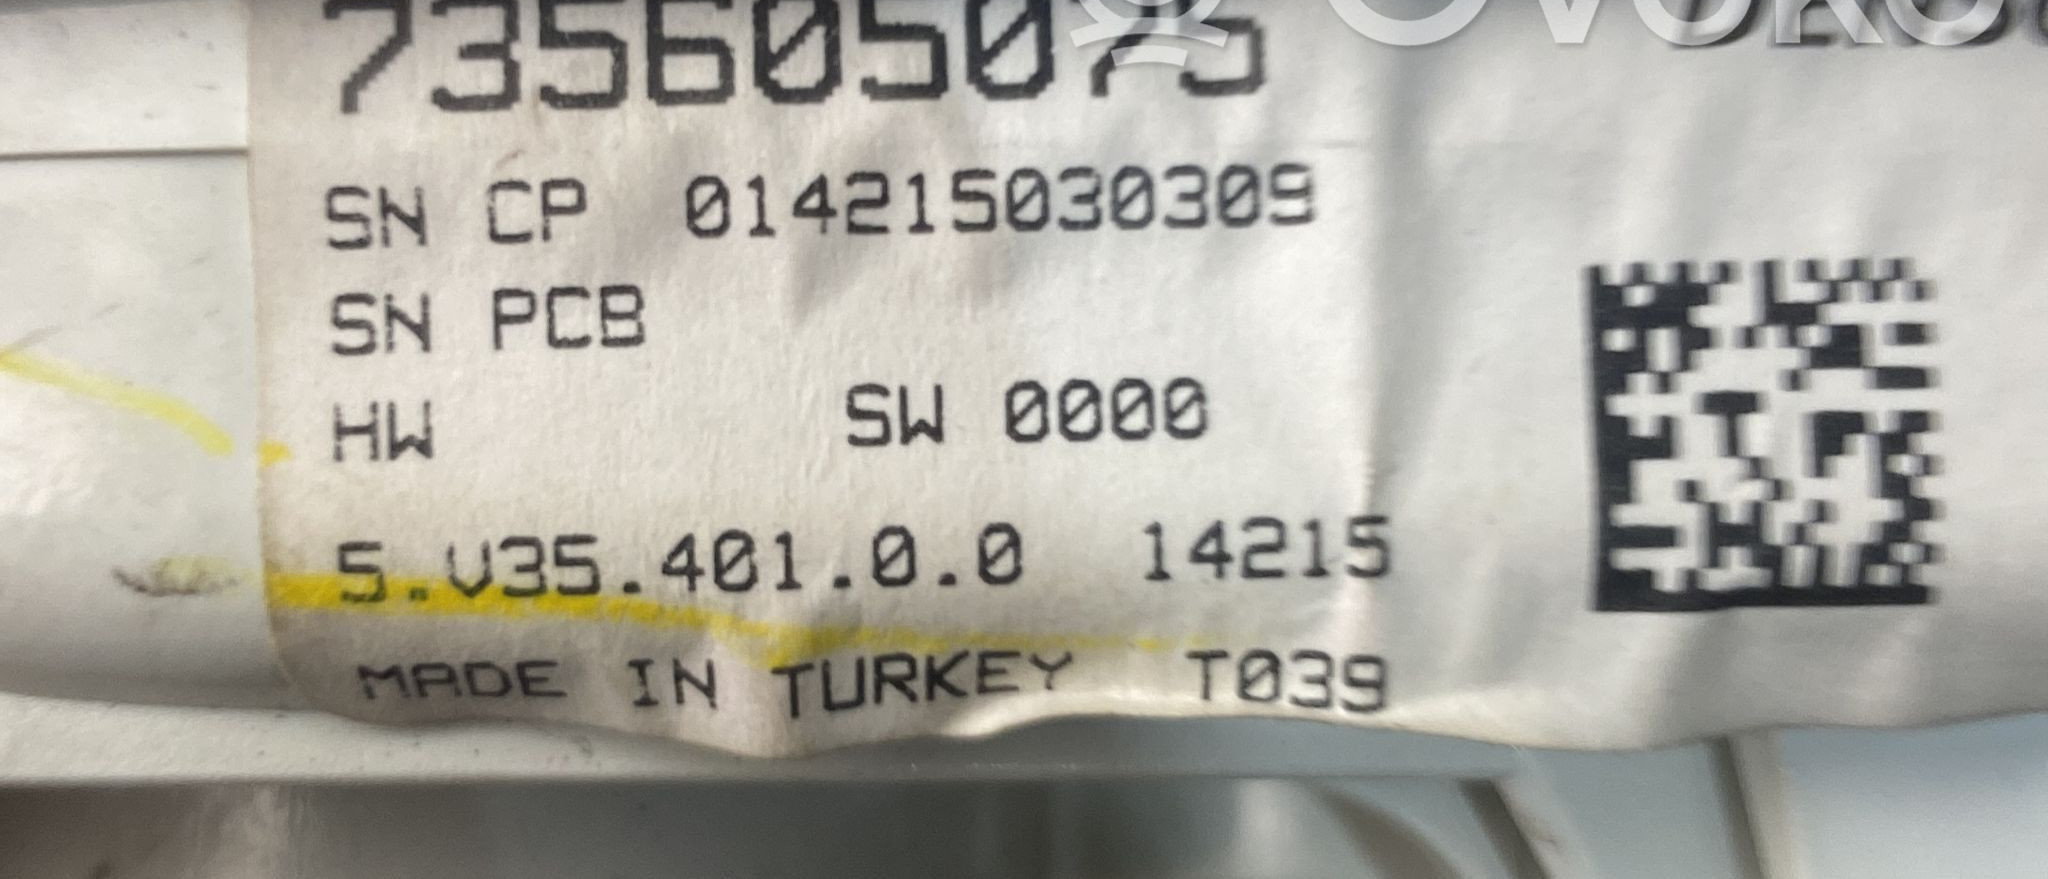 735605075
OVOKO
SN CP 014215030309
SN PCB
HW SW 0000
5.V35.401.0.0 14215
MADE IN TURKEY T039